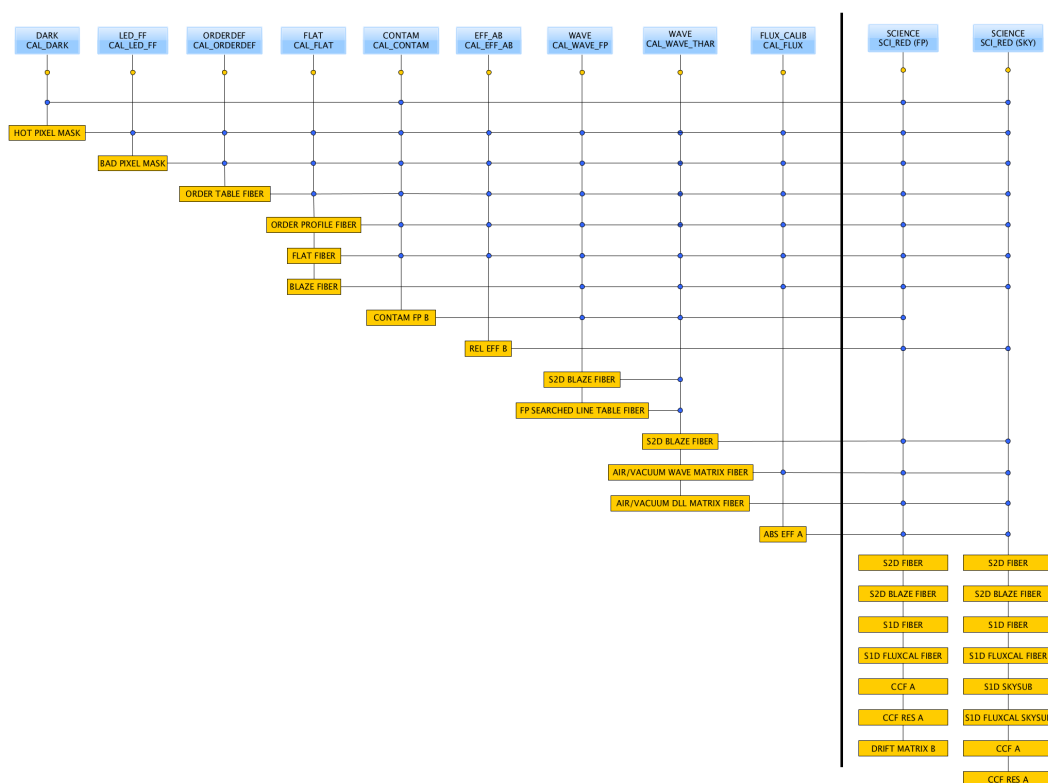 DARK
CAL_DARK
LED_FF
CAL_LED_FF
ORDERDEF
CAL_ORDERDEF
FLAT
CAL_FLAT
CONTAM
CAL_CONTAM
EFF_AB
CAL_EFF_AB
WAVE
CAL_WAVE_FP
WAVE
CAL_WAVE_THAR
FLUX_CALIB
CAL_FLUX
SCIENCE
SCI_RED (FP)
SCIENCE
SCI_RED (SKY)
HOT PIXEL MASK
BAD PIXEL MASK
ORDER TABLE FIBER
ORDER PROFILE FIBER
FLAT FIBER
BLAZE FIBER
CONTAM FP B
REL EFF B
S2D BLAZE FIBER
FP SEARCHED LINE TABLE FIBER
S2D BLAZE FIBER
AIR/VACUUM WAVE MATRIX FIBER
AIR/VACUUM DLL MATRIX FIBER
ABS EFF A
S2D FIBER
S2D BLAZE FIBER
S1D FIBER
S1D FLUXCAL FIBER
CCF A
CCF RES A
DRIFT MATRIX B
S2D FIBER
S2D BLAZE FIBER
S1D FIBER
S1D FLUXCAL FIBER
S1D SKYSUB
S1D FLUXCAL SKYSUB
CCF A
CCF RES A